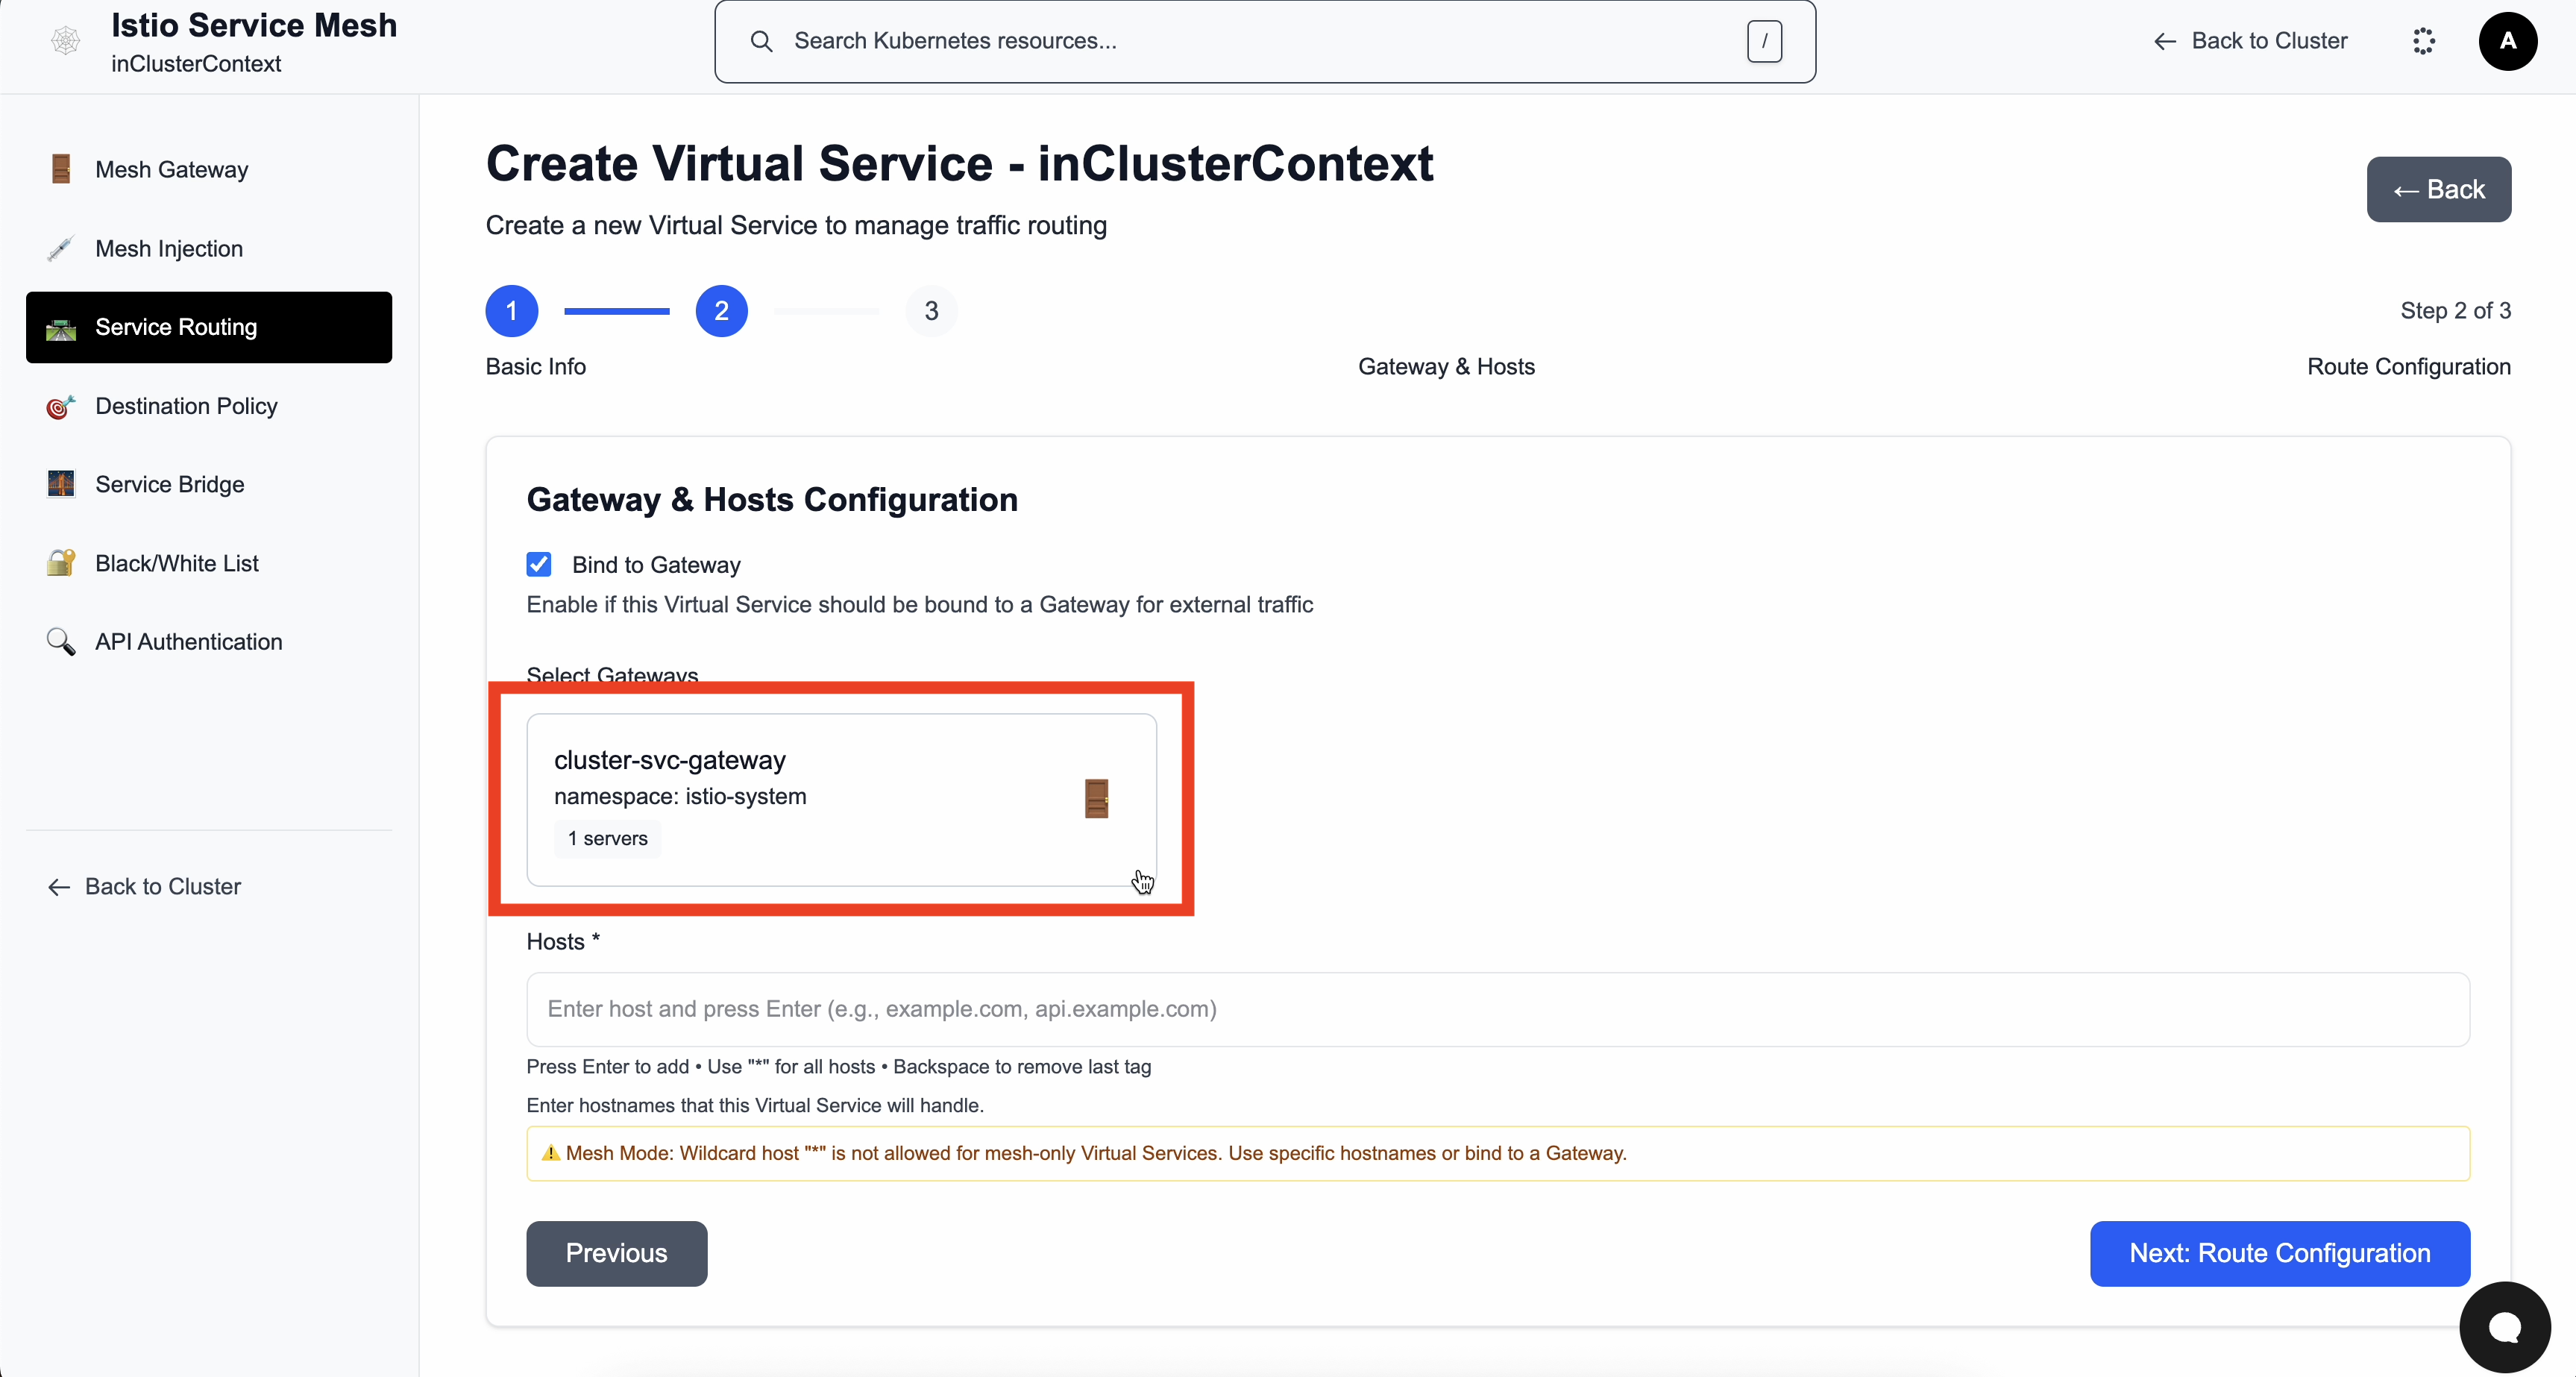 Istio Service Mesh
inClusterContext
Search Kubernetes resources...
/
← Back to Cluster
A
Mesh Gateway
Mesh Injection
Service Routing
Destination Policy
Service Bridge
Black/White List
API Authentication
← Back to Cluster
Create Virtual Service - inClusterContext
Create a new Virtual Service to manage traffic routing
← Back
1
2
3
Step 2 of 3
Basic Info
Gateway & Hosts
Route Configuration
Gateway & Hosts Configuration
Bind to Gateway
Enable if this Virtual Service should be bound to a Gateway for external traffic
Select Gateways
cluster-svc-gateway
namespace: istio-system
1 servers
Hosts *
Enter host and press Enter (e.g., example.com, api.example.com)
Press Enter to add • Use "*" for all hosts • Backspace to remove last tag
Enter hostnames that this Virtual Service will handle.
⚠ Mesh Mode: Wildcard host "*" is not allowed for mesh-only Virtual Services. Use specific hostnames or bind to a Gateway.
Previous
Next: Route Configuration